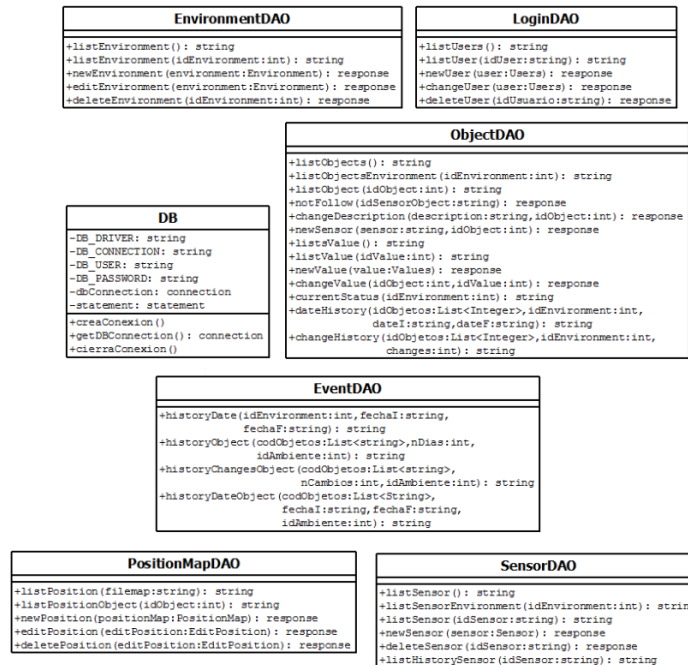 EnvironmentDAO
+listEnvironment(): string
+listEnvironment(idEnvironment:int): string
+newEnvironment(environment:Environment): response
+editEnvironment(environment:Environment): response
+deleteEnvironment(idEnvironment:int): response
LoginDAO
+listUsers(): string
+listUser(idUser:string): string
+newUser(user:Users): response
+changeUser(user:Users): response
+deleteUser(idUsuario:string): response
ObjectDAO
+listObjects(): string
+listObjectsEnvironment(idEnvironment:int): string
+listObject(idObject:int): string
+notFollow(idSensorObject:string): response
+changeDescription(description:string,idObject:int): response
+newSensor(sensor:string,idObject:int): response
+listsValue(): string
+listValue(idValue:int): string
+newValue(value:Values): response
+changeValue(idObject:int,idValue:int): response
+currentStatus(idEnvironment:int): string
+dateHistory(idObjetos:List<Integer>,idEnvironment:int,
dateI:string,dateF:string): string
+changeHistory(idObjetos:List<Integer>,idEnvironment:int,
changes:int): string
DB
-DB_DRIVER: string
-DB_CONNECTION: string
-DB_USER: string
-DB_PASSWORD: string
-dbConnection: connection
-statement: statement
+creaConexion()
+getDBConnection(): connection
+cierraConexion()
EventDAO
+historyDate(idEnvironment:int,fechaI:string,
fechaF:string): string
+historyObject(codObjetos:List<string>,nDias:int,
idAmbiente:int): string
+historyChangesObject(codObjetos:List<string>,
nCambios:int,idAmbiente:int): string
+historyDateObject(codObjetos:List<String>,
fechaI:string,fechaF:string,
idAmbiente:int): string
PositionMapDAO
+listPosition(filemap:string): string
+listPositionObject(idObject:int): string
+newPosition(positionMap:PositionMap): response
+editPosition(editPosition:EditPosition): response
+deletePosition(editPosition:EditPosition): response
SensorDAO
+listSensor(): string
+listSensorEnvironment(idEnvironment:int): strin
+listSensor(idSensor:string): string
+newSensor(sensor:Sensor): response
+deleteSensor(idSensor:string): response
+listHistorySensor(idSensor:string): string